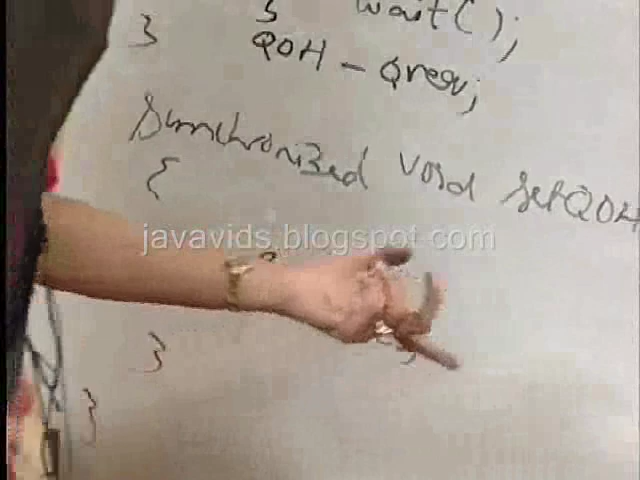 } wait();
} QOH - Qreq;
Synchronized void setQOH
{
javavids.blogspot.com
}
}